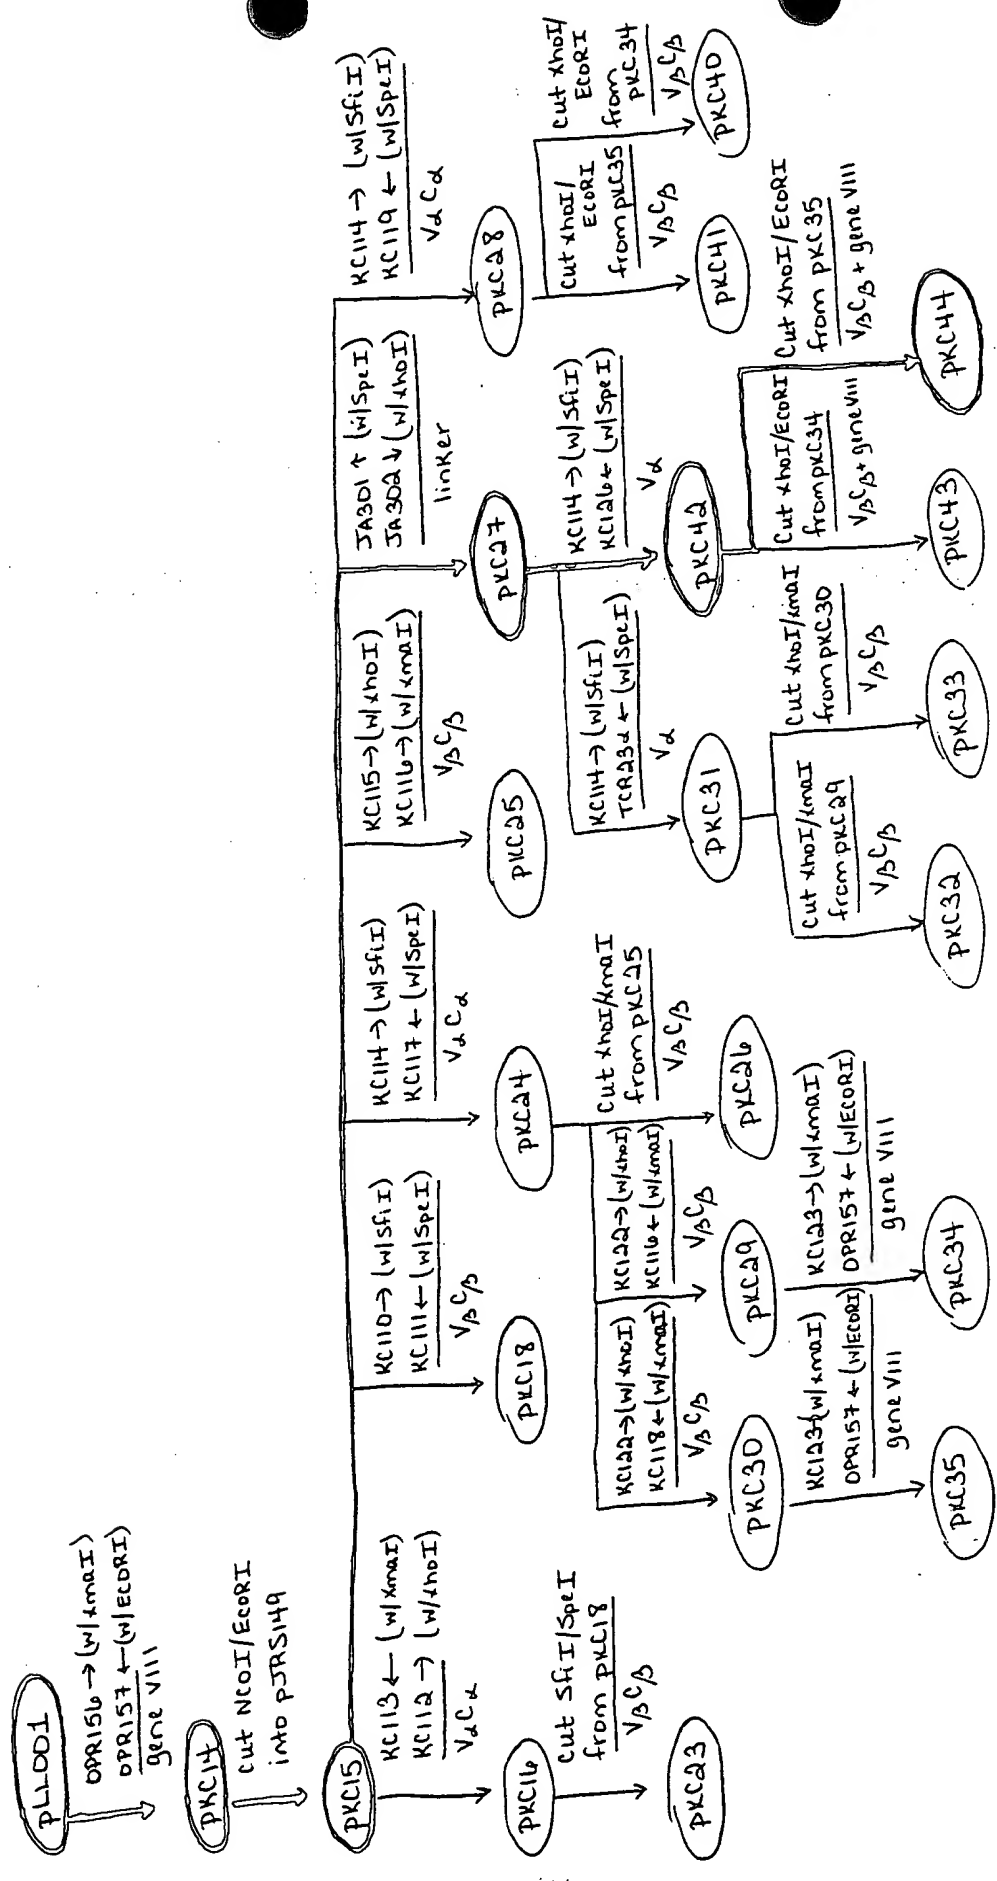 pLL001
OPR156→(w/XmaI)
OPR157←(w/ECORI)
gene VIII
pKC14
Cut NcoI/EcoRI
into pJRS149
pKC15
KC113←(w/XmaI)
KC112→(w/XhoI)
VαCα
pKC16
Cut SfiI/SpeI
from pKC18
VβCβ
pKC23
KC110→(w/SfiI)
KC111←(w/SpeI)
VβCβ
pKC18
KC114→(w/SfiI)
KC117←(w/SpeI)
VαCα
pKC24
KC122→(w/XhoI)
KC118←(w/XmaI)
VβCβ
pKC30
KC123→(w/XmaI)
OPR157←(w/ECORI)
gene VIII
pKC35
KC122→(w/XhoI)
KC116←(w/XmaI)
VβCβ
pKC29
KC123→(w/XmaI)
OPR157←(w/ECORI)
gene VIII
pKC34
Cut XhoI/XmaI
from pKC25
VβCβ
pKC26
KC115→(w/XhoI)
KC116→(w/XmaI)
VβCβ
pKC25
JA301↑(w/SpeI)
JA302↓(w/XhoI)
linker
pKC27
KC114→(w/SfiI)
TCR23α←(w/SpeI)
Vα
pKC31
Cut XhoI/XmaI
from pKC29
VβCβ
pKC32
Cut XhoI/XmaI
from pKC30
VβCβ
pKC33
KC114→(w/SfiI)
KC126←(w/SpeI)
Vα
pKC42
Cut XhoI/ECORI
from pKC34
VβCβ+gene VIII
pKC43
Cut XhoI/ECORI
from pKC35
VβCβ+gene VIII
pKC44
KC114→(w/SfiI)
KC119←(w/SpeI)
VαCα
pKC28
Cut XhoI/
ECORI
from pKC35
VβCβ
pKC41
Cut XhoI/
ECORI
from
pKC34
VβCβ
pKC40